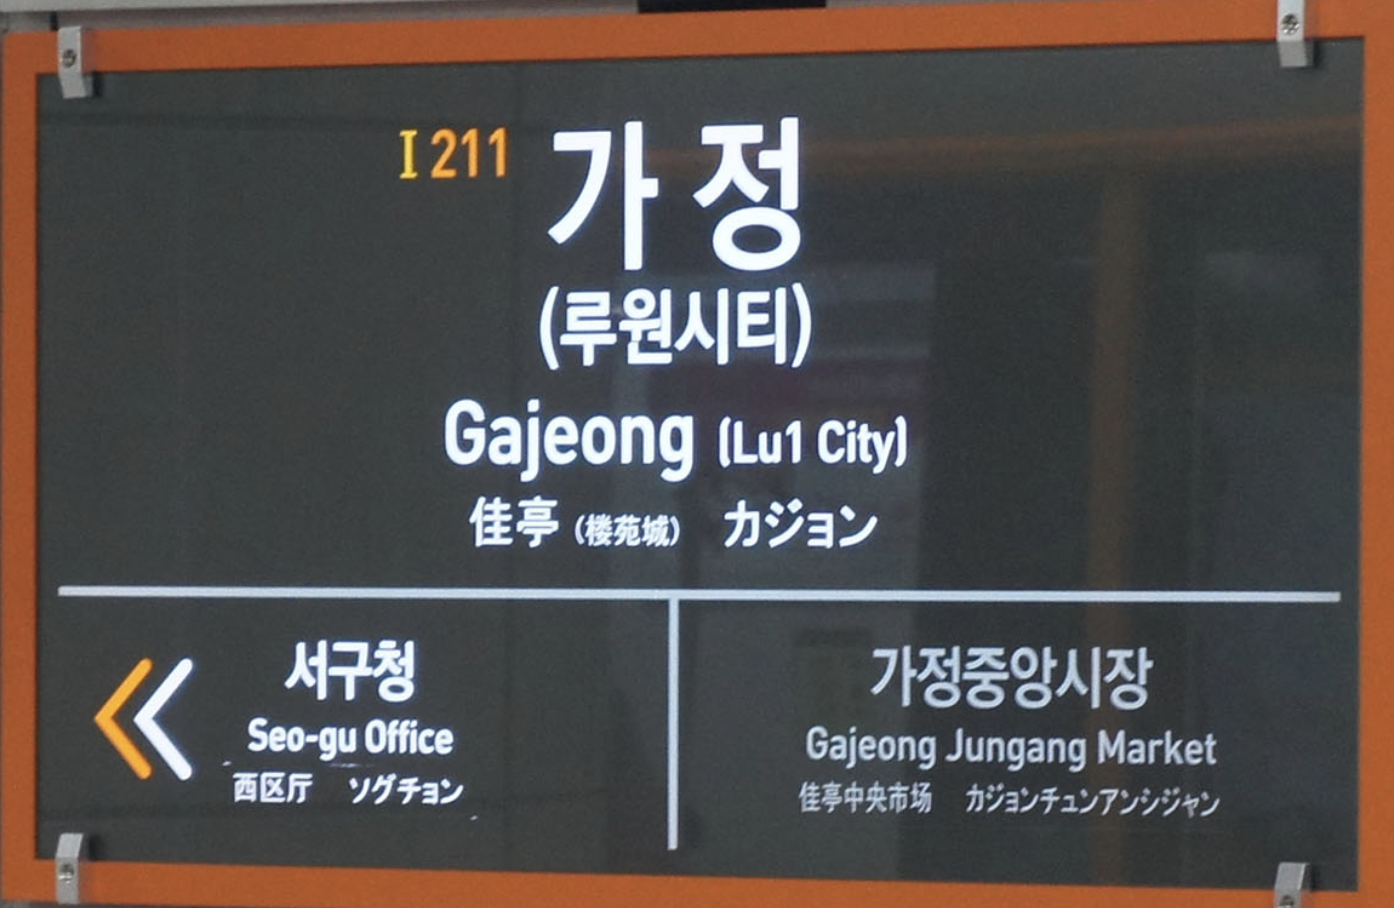 I211 가정
(루원시티)
Gajeong (Lu1 City)
佳亭 (楼苑城) カジョン
서구청
Seo-gu Office
西区厅 ソグチョン
가정중앙시장
Gajeong Jungang Market
佳亭中央市场 カジョンチュンアンシジャン